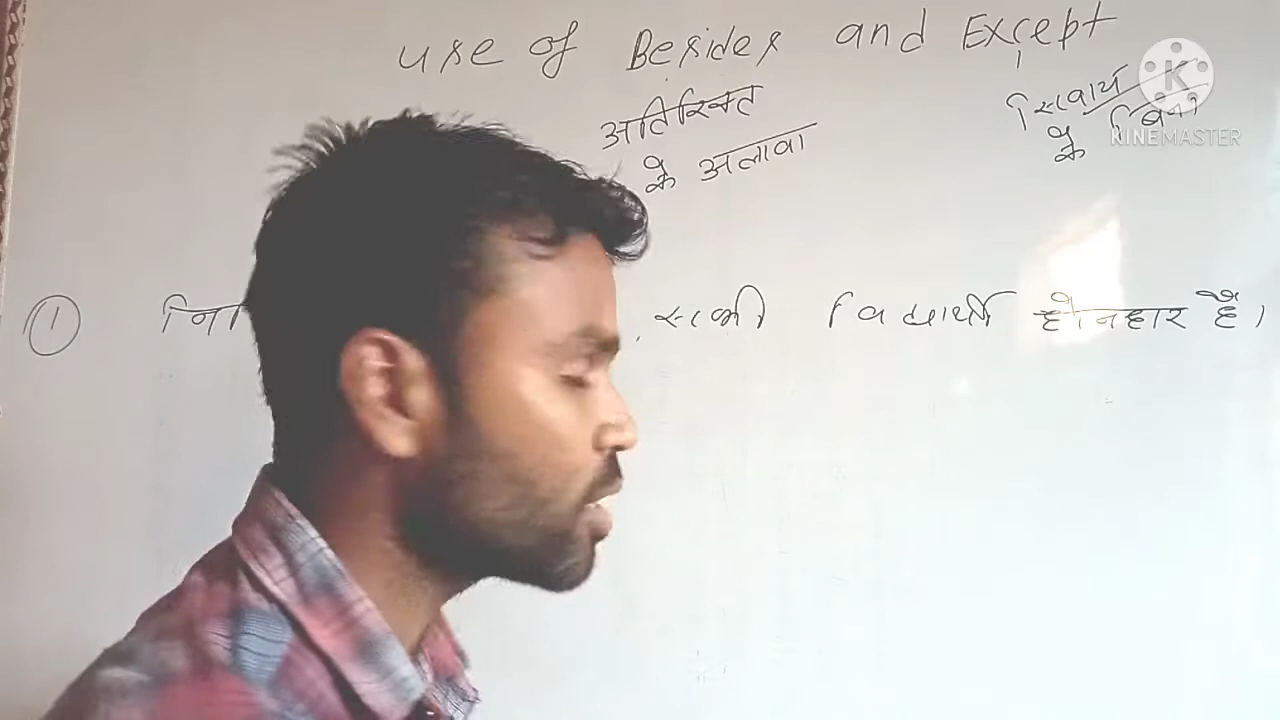 use of Besides and Except
अतिरिक्त सिवाय
के अलावा के बिना
KINEMASTER
① सभी विद्यार्थी होनहार हैं।